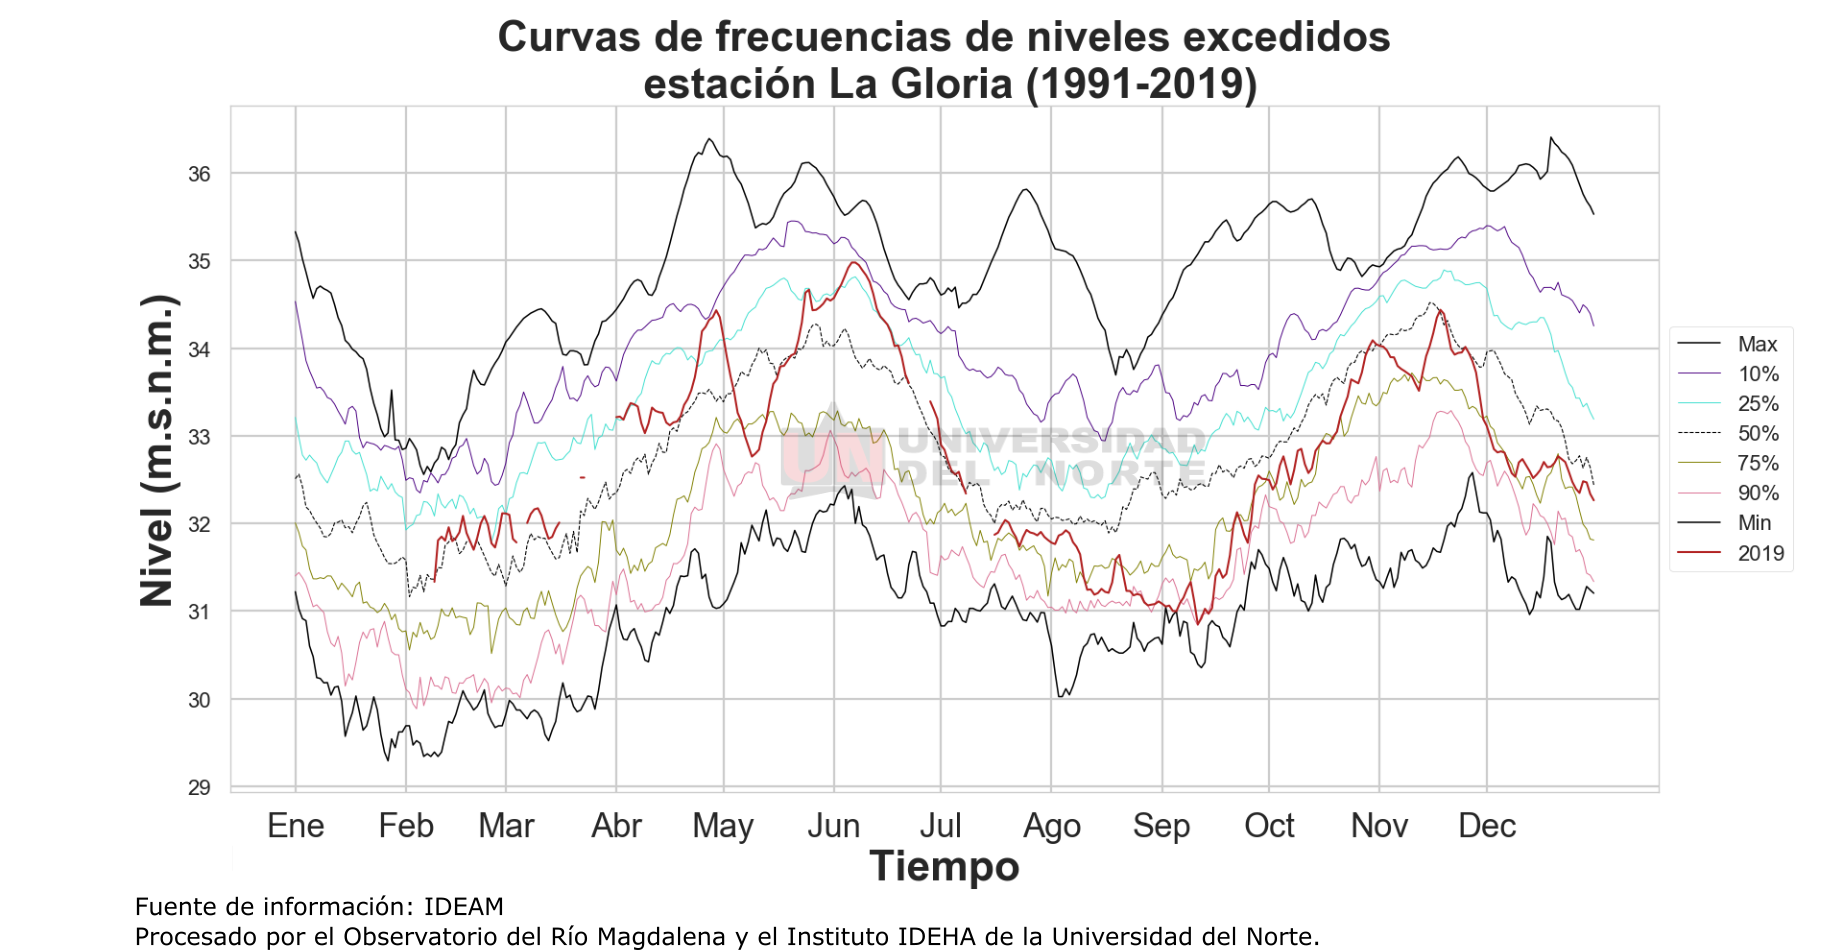 Curvas de frecuencias de niveles excedidos
estación La Gloria (1991-2019)
Nivel (m.s.n.m.)
36
35
34
33
32
31
30
29
UNIVERSIDAD
DEL NORTE
Max
10%
25%
50%
75%
90%
Min
2019
Ene Feb Mar Abr May Jun Jul Ago Sep Oct Nov Dec
Tiempo
Fuente de información: IDEAM
Procesado por el Observatorio del Río Magdalena y el Instituto IDEHA de la Universidad del Norte.